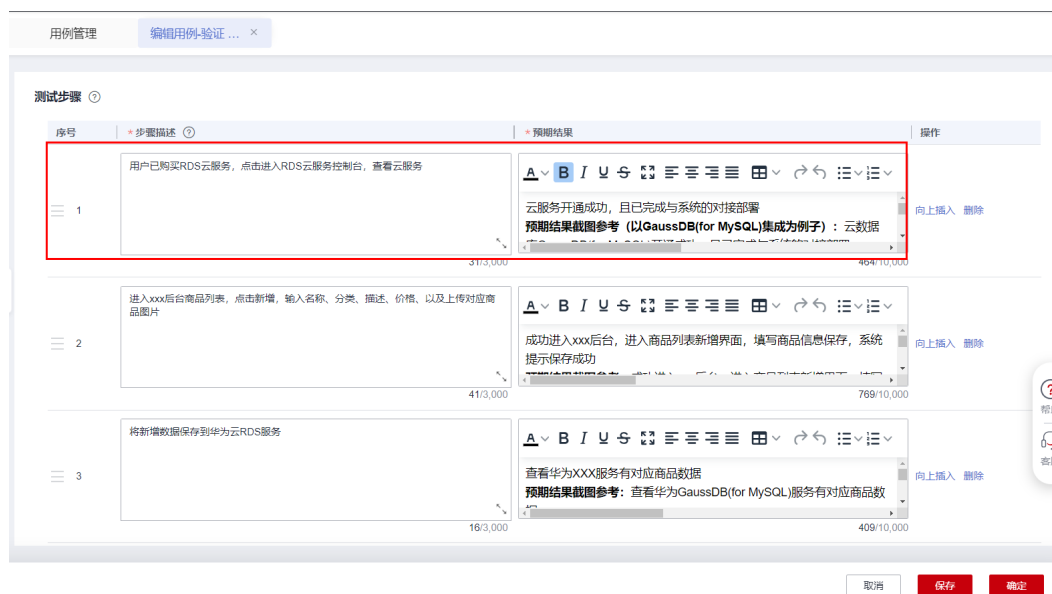 用例管理
编辑用例-验证 ... ×
测试步骤 ?
序号 * 步骤描述 ? * 预期结果 操作
1
用户已购买RDS云服务，点击进入RDS云服务控制台，查看云服务
31/3,000
云服务开通成功，且已完成与系统的对接部署
预期结果截图参考（以GaussDB(for MySQL)集成为例子）：云数据
464/10,000
向上插入 删除
2
进入xxx后台商品列表，点击新增，输入名称、分类、描述、价格、以及上传对应商
品图片
41/3,000
成功进入xxx后台，进入商品列表新增界面，填写商品信息保存，系统
提示保存成功
769/10,000
向上插入 删除
3
将新增数据保存到华为云RDS服务
16/3,000
查看华为XXX服务有对应商品数据
预期结果截图参考：查看华为GaussDB(for MySQL)服务有对应商品数
409/10,000
向上插入 删除
取消 保存 确定